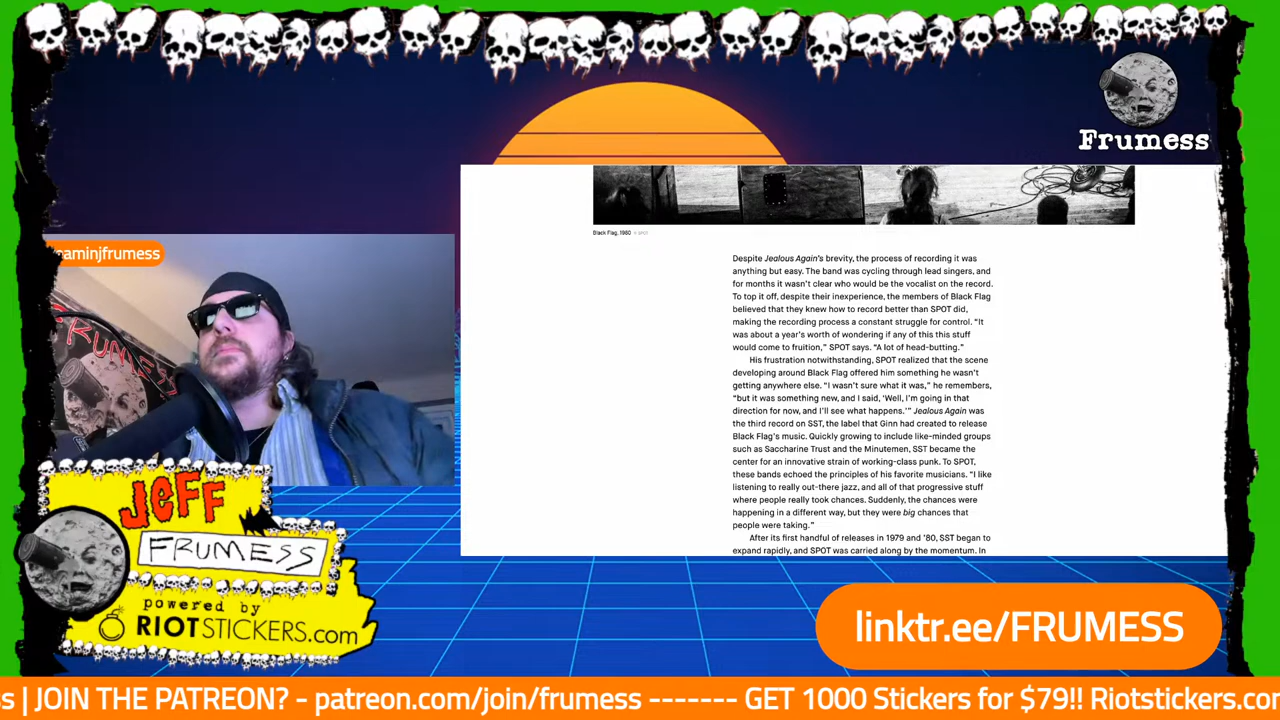 Frumess
aminjfrumess
FRUMESS
Black Flag, 1980 © SPOT
Despite Jealous Again's brevity, the process of recording it was
anything but easy. The band was cycling through lead singers, and
for months it wasn't clear who would be the vocalist on the record.
To top it off, despite their inexperience, the members of Black Flag
believed that they knew how to record better than SPOT did,
making the recording process a constant struggle for control. “It
was about a year's worth of wondering if any of this this stuff
would come to fruition,” SPOT says. “A lot of head-butting.”
His frustration notwithstanding, SPOT realized that the scene
developing around Black Flag offered him something he wasn't
getting anywhere else. “I wasn't sure what it was,” he remembers,
“but it was something new, and I said, ‘Well, I'm going in that
direction for now, and I'll see what happens.’” Jealous Again was
the third record on SST, the label that Ginn had created to release
Black Flag's music. Quickly growing to include like-minded groups
such as Saccharine Trust and the Minutemen, SST became the
center for an innovative strain of working-class punk. To SPOT,
these bands echoed the principles of his favorite musicians. “I like
listening to really out-there jazz, and all of that progressive stuff
where people really took chances. Suddenly, the chances were
happening in a different way, but they were big chances that
people were taking.”
After its first handful of releases in 1979 and ’80, SST began to
expand rapidly, and SPOT was carried along by the momentum. In
JEFF
FRUMESS
powered by
RIOTSTICKERS.com
linktr.ee/FRUMESS
ss | JOIN THE PATREON? - patreon.com/join/frumess ------- GET 1000 Stickers for $79!! Riotstickers.com